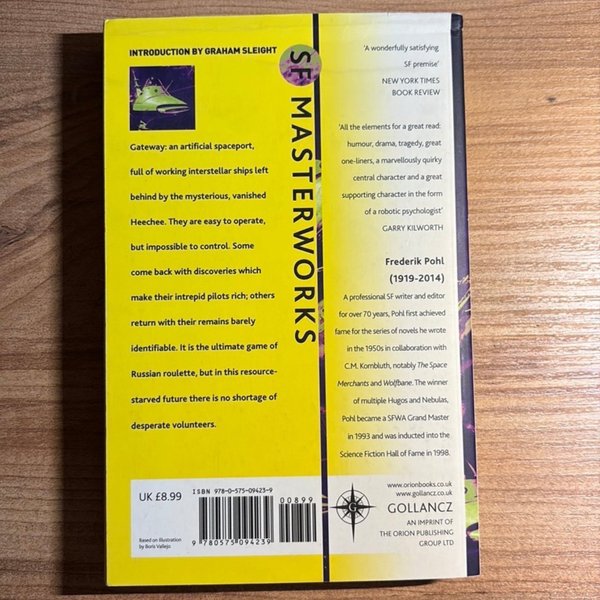 INTRODUCTION BY GRAHAM SLEIGHT
Gateway: an artificial spaceport,
full of working interstellar ships left
behind by the mysterious, vanished
Heechee. They are easy to operate,
but impossible to control. Some
come back with discoveries which
make their intrepid pilots rich; others
return with their remains barely
identifiable. It is the ultimate game of
Russian roulette, but in this resource-
starved future there is no shortage of
desperate volunteers.
SF MASTERWORKS
'A wonderfully satisfying
SF premise'
NEW YORK TIMES
BOOK REVIEW
'All the elements for a great read:
humour, drama, tragedy, great
one-liners, a marvellously quirky
central character and a great
supporting character in the form
of a robotic psychologist'
GARRY KILWORTH
Frederik Pohl
(1919-2014)
A professional SF writer and editor
for over 70 years, Pohl first achieved
fame for the series of novels he wrote
in the 1950s in collaboration with
C.M. Kornbluth, notably The Space
Merchants and Wolfbane. The winner
of multiple Hugos and Nebulas,
Pohl became a SFWA Grand Master
in 1993 and was inducted into the
Science Fiction Hall of Fame in 1998.
UK £8.99
Based on illustration
by Boris Vallejo
ISBN 978-0-575-09423-9
00899
9 780575 094239
www.orionbooks.co.uk
www.gollancz.co.uk
G
GOLLANCZ
AN IMPRINT OF
THE ORION PUBLISHING
GROUP LTD